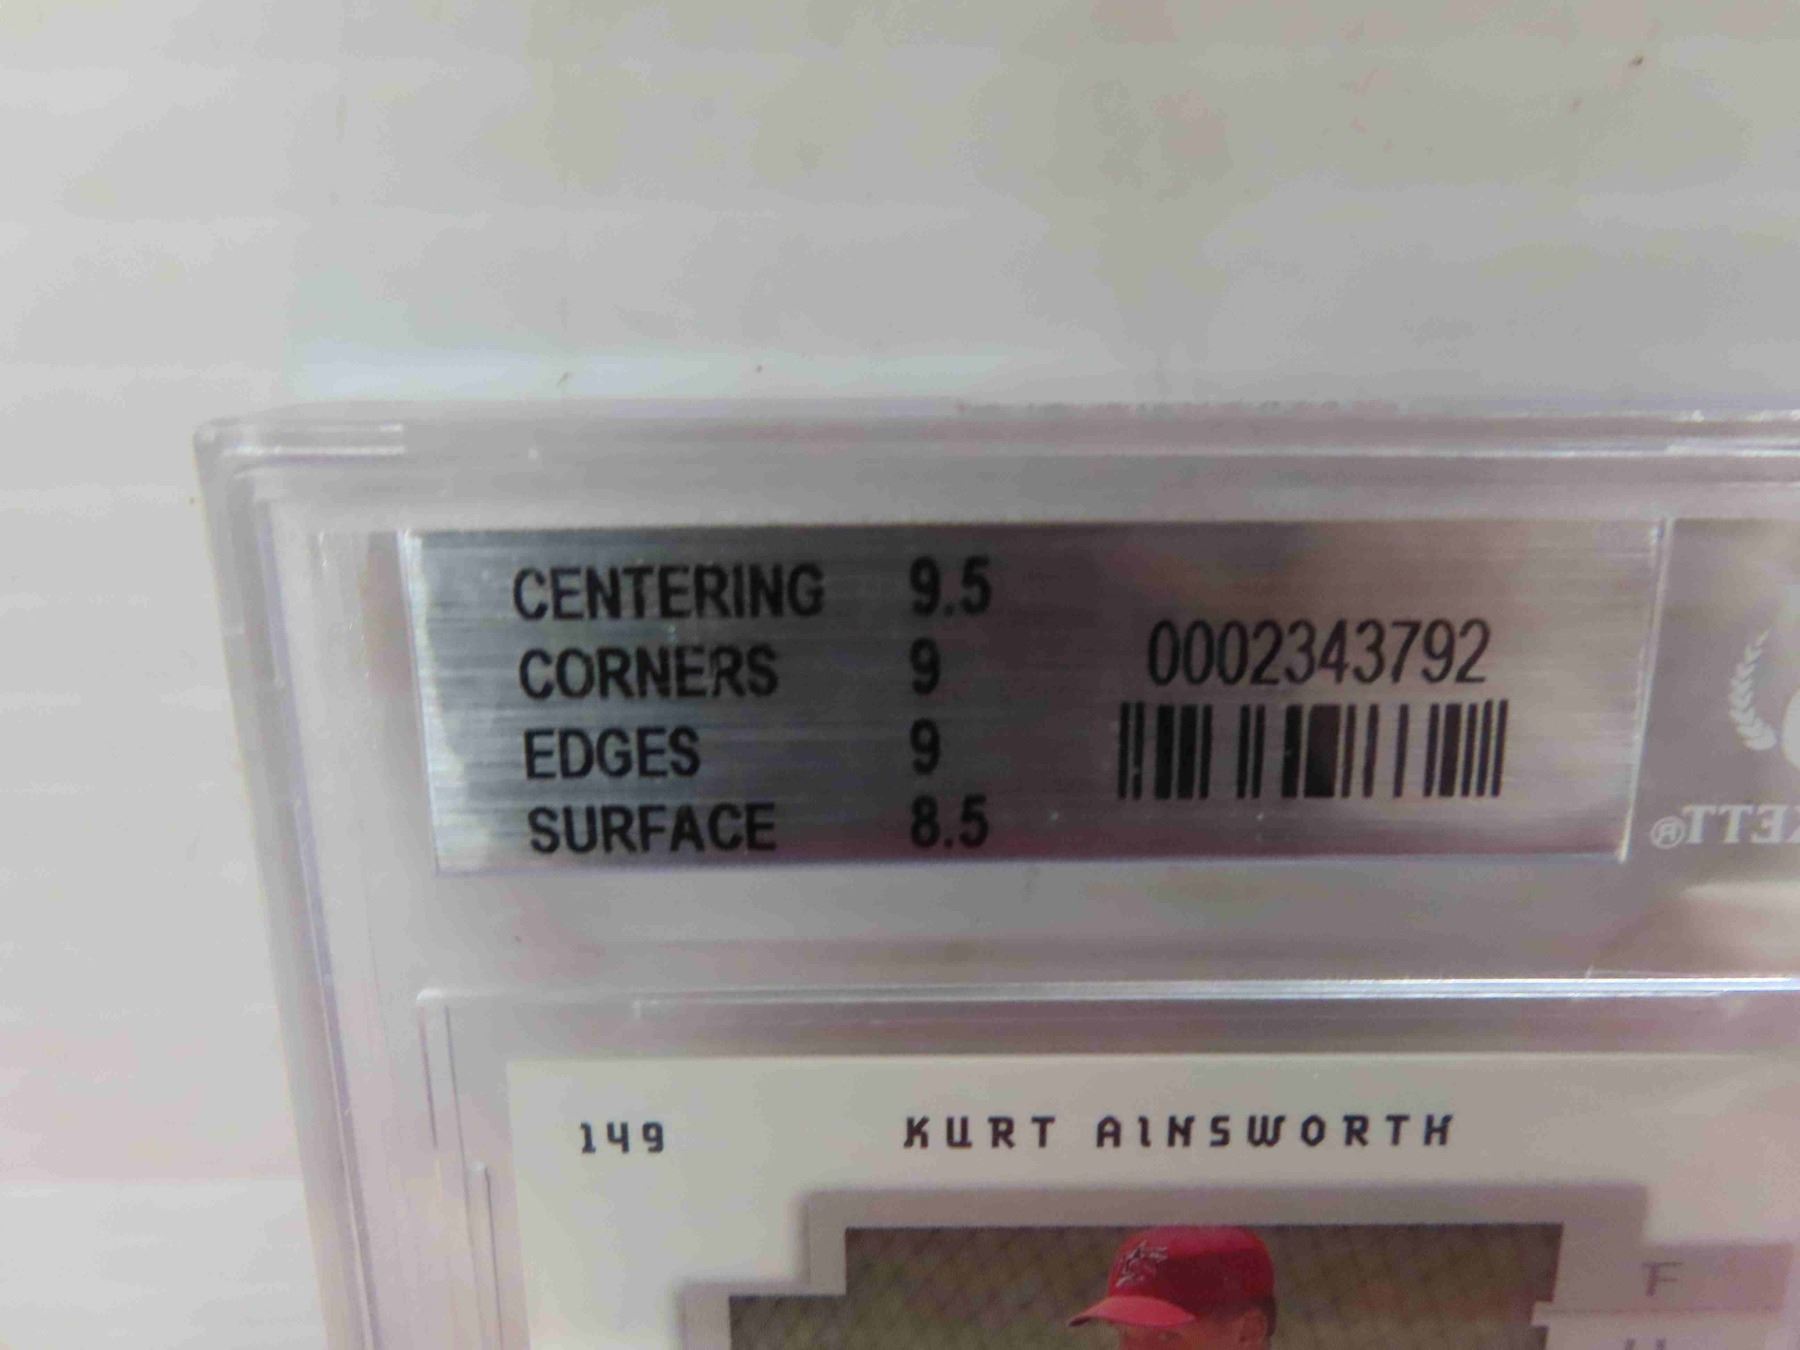 CENTERING 9.5
CORNERS 9
EDGES 9
SURFACE 8.5
0002343792
149 KURT AINSWORTH